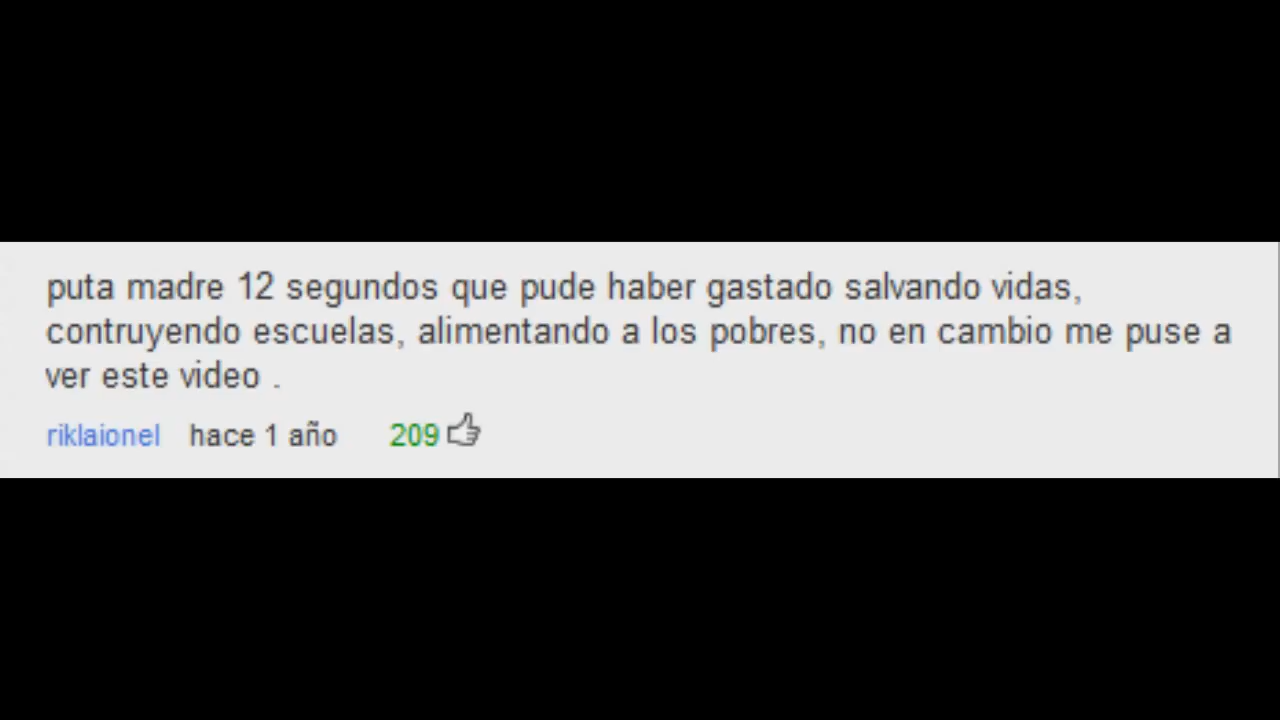 puta madre 12 segundos que pude haber gastado salvando vidas,
contruyendo escuelas, alimentando a los pobres, no en cambio me puse a
ver este video .
riklaionel hace 1 año 209